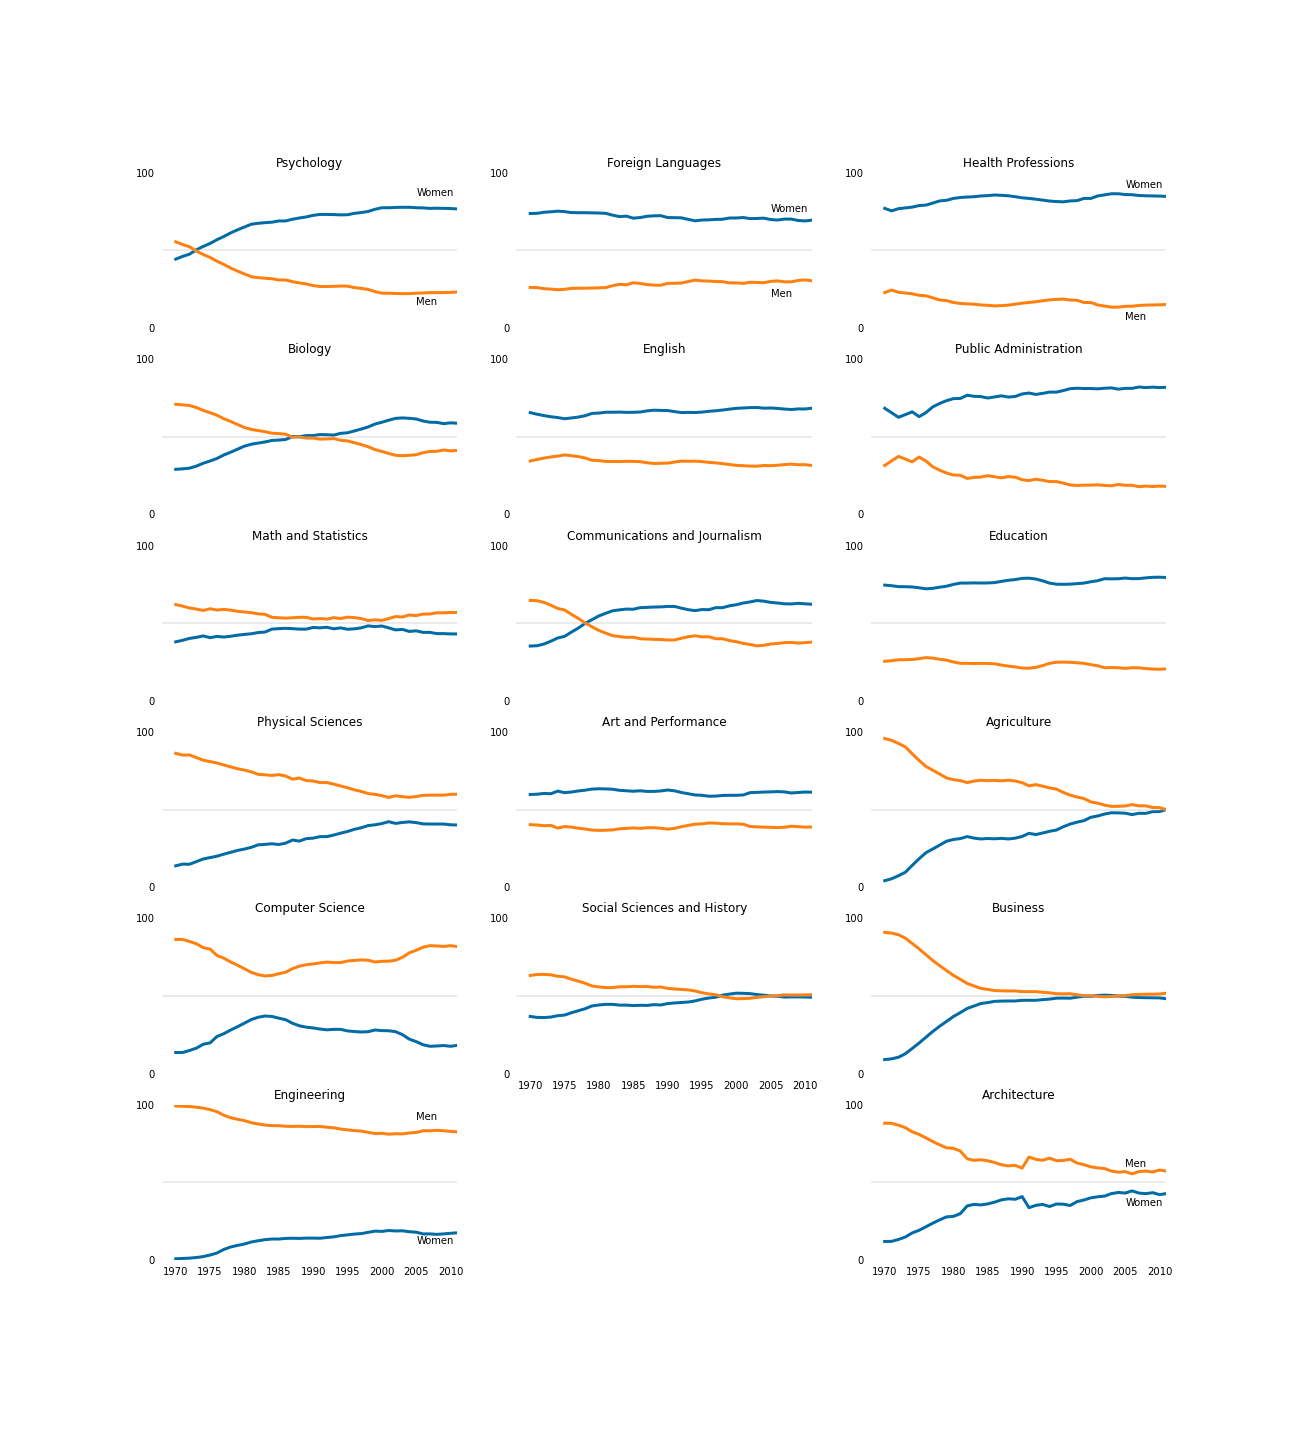 Psychology
Foreign Languages
Health Professions
100
100
100
Women
Women
Women
Men
Men
Men
0
0
0
Biology
English
Public Administration
100
100
100
0
0
0
Math and Statistics
Communications and Journalism
Education
100
100
100
0
0
0
Physical Sciences
Art and Performance
Agriculture
100
100
100
0
0
0
Computer Science
Social Sciences and History
Business
100
100
100
0
0
0
1970 1975 1980 1985 1990 1995 2000 2005 2010
Engineering
Architecture
100
100
Men
Men
Women
Women
0
0
1970 1975 1980 1985 1990 1995 2000 2005 2010
1970 1975 1980 1985 1990 1995 2000 2005 2010